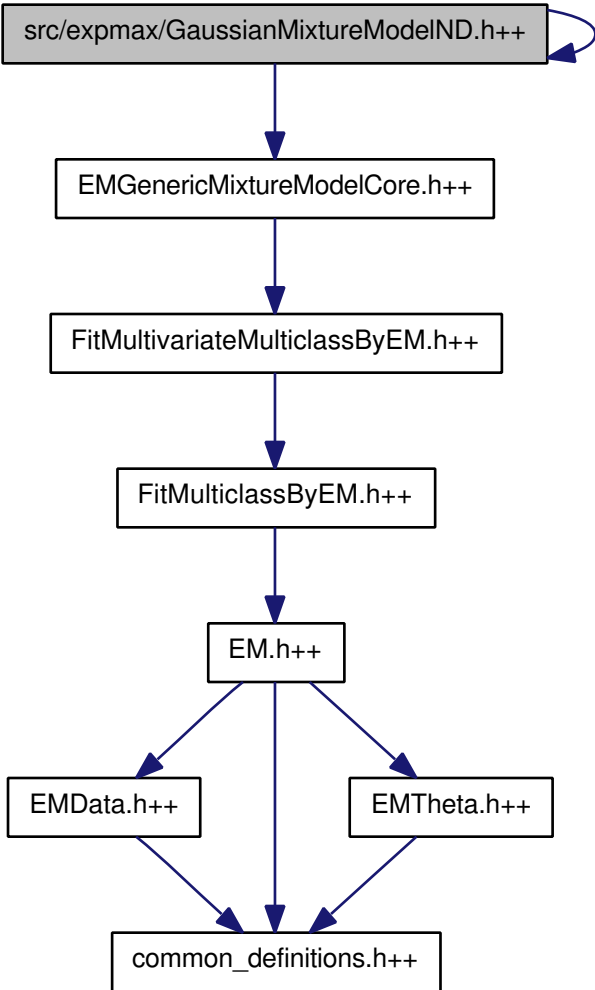 src/expmax/GaussianMixtureModelND.h++
EMGenericMixtureModelCore.h++
FitMultivariateMulticlassByEM.h++
FitMulticlassByEM.h++
EM.h++
EMData.h++
EMTheta.h++
common_definitions.h++